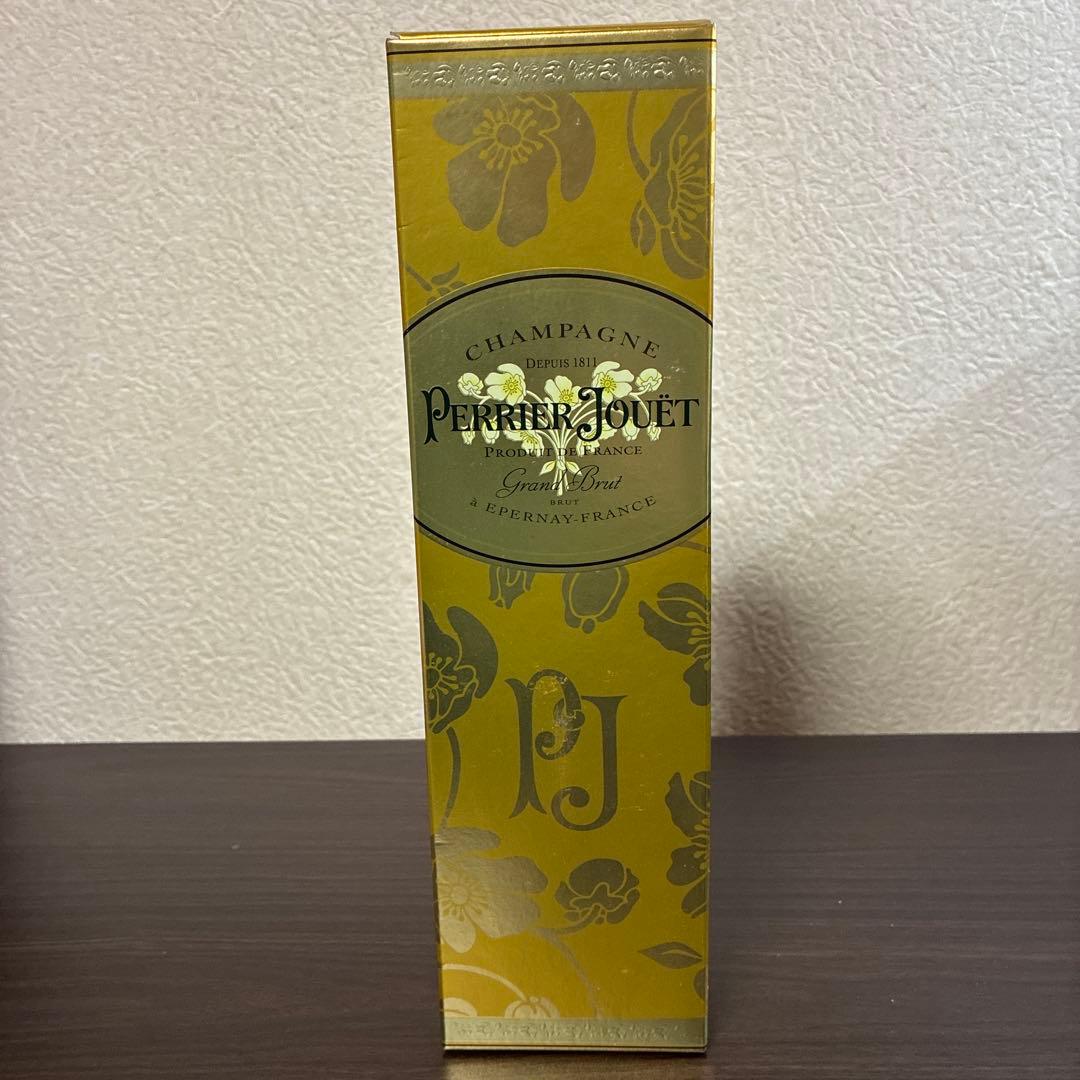 CHAMPAGNE
DEPUIS 1811
PERRIER JOUËT
PRODUIT DE FRANCE
Grand Brut
BRUT
à EPERNAY-FRANCE
PJ